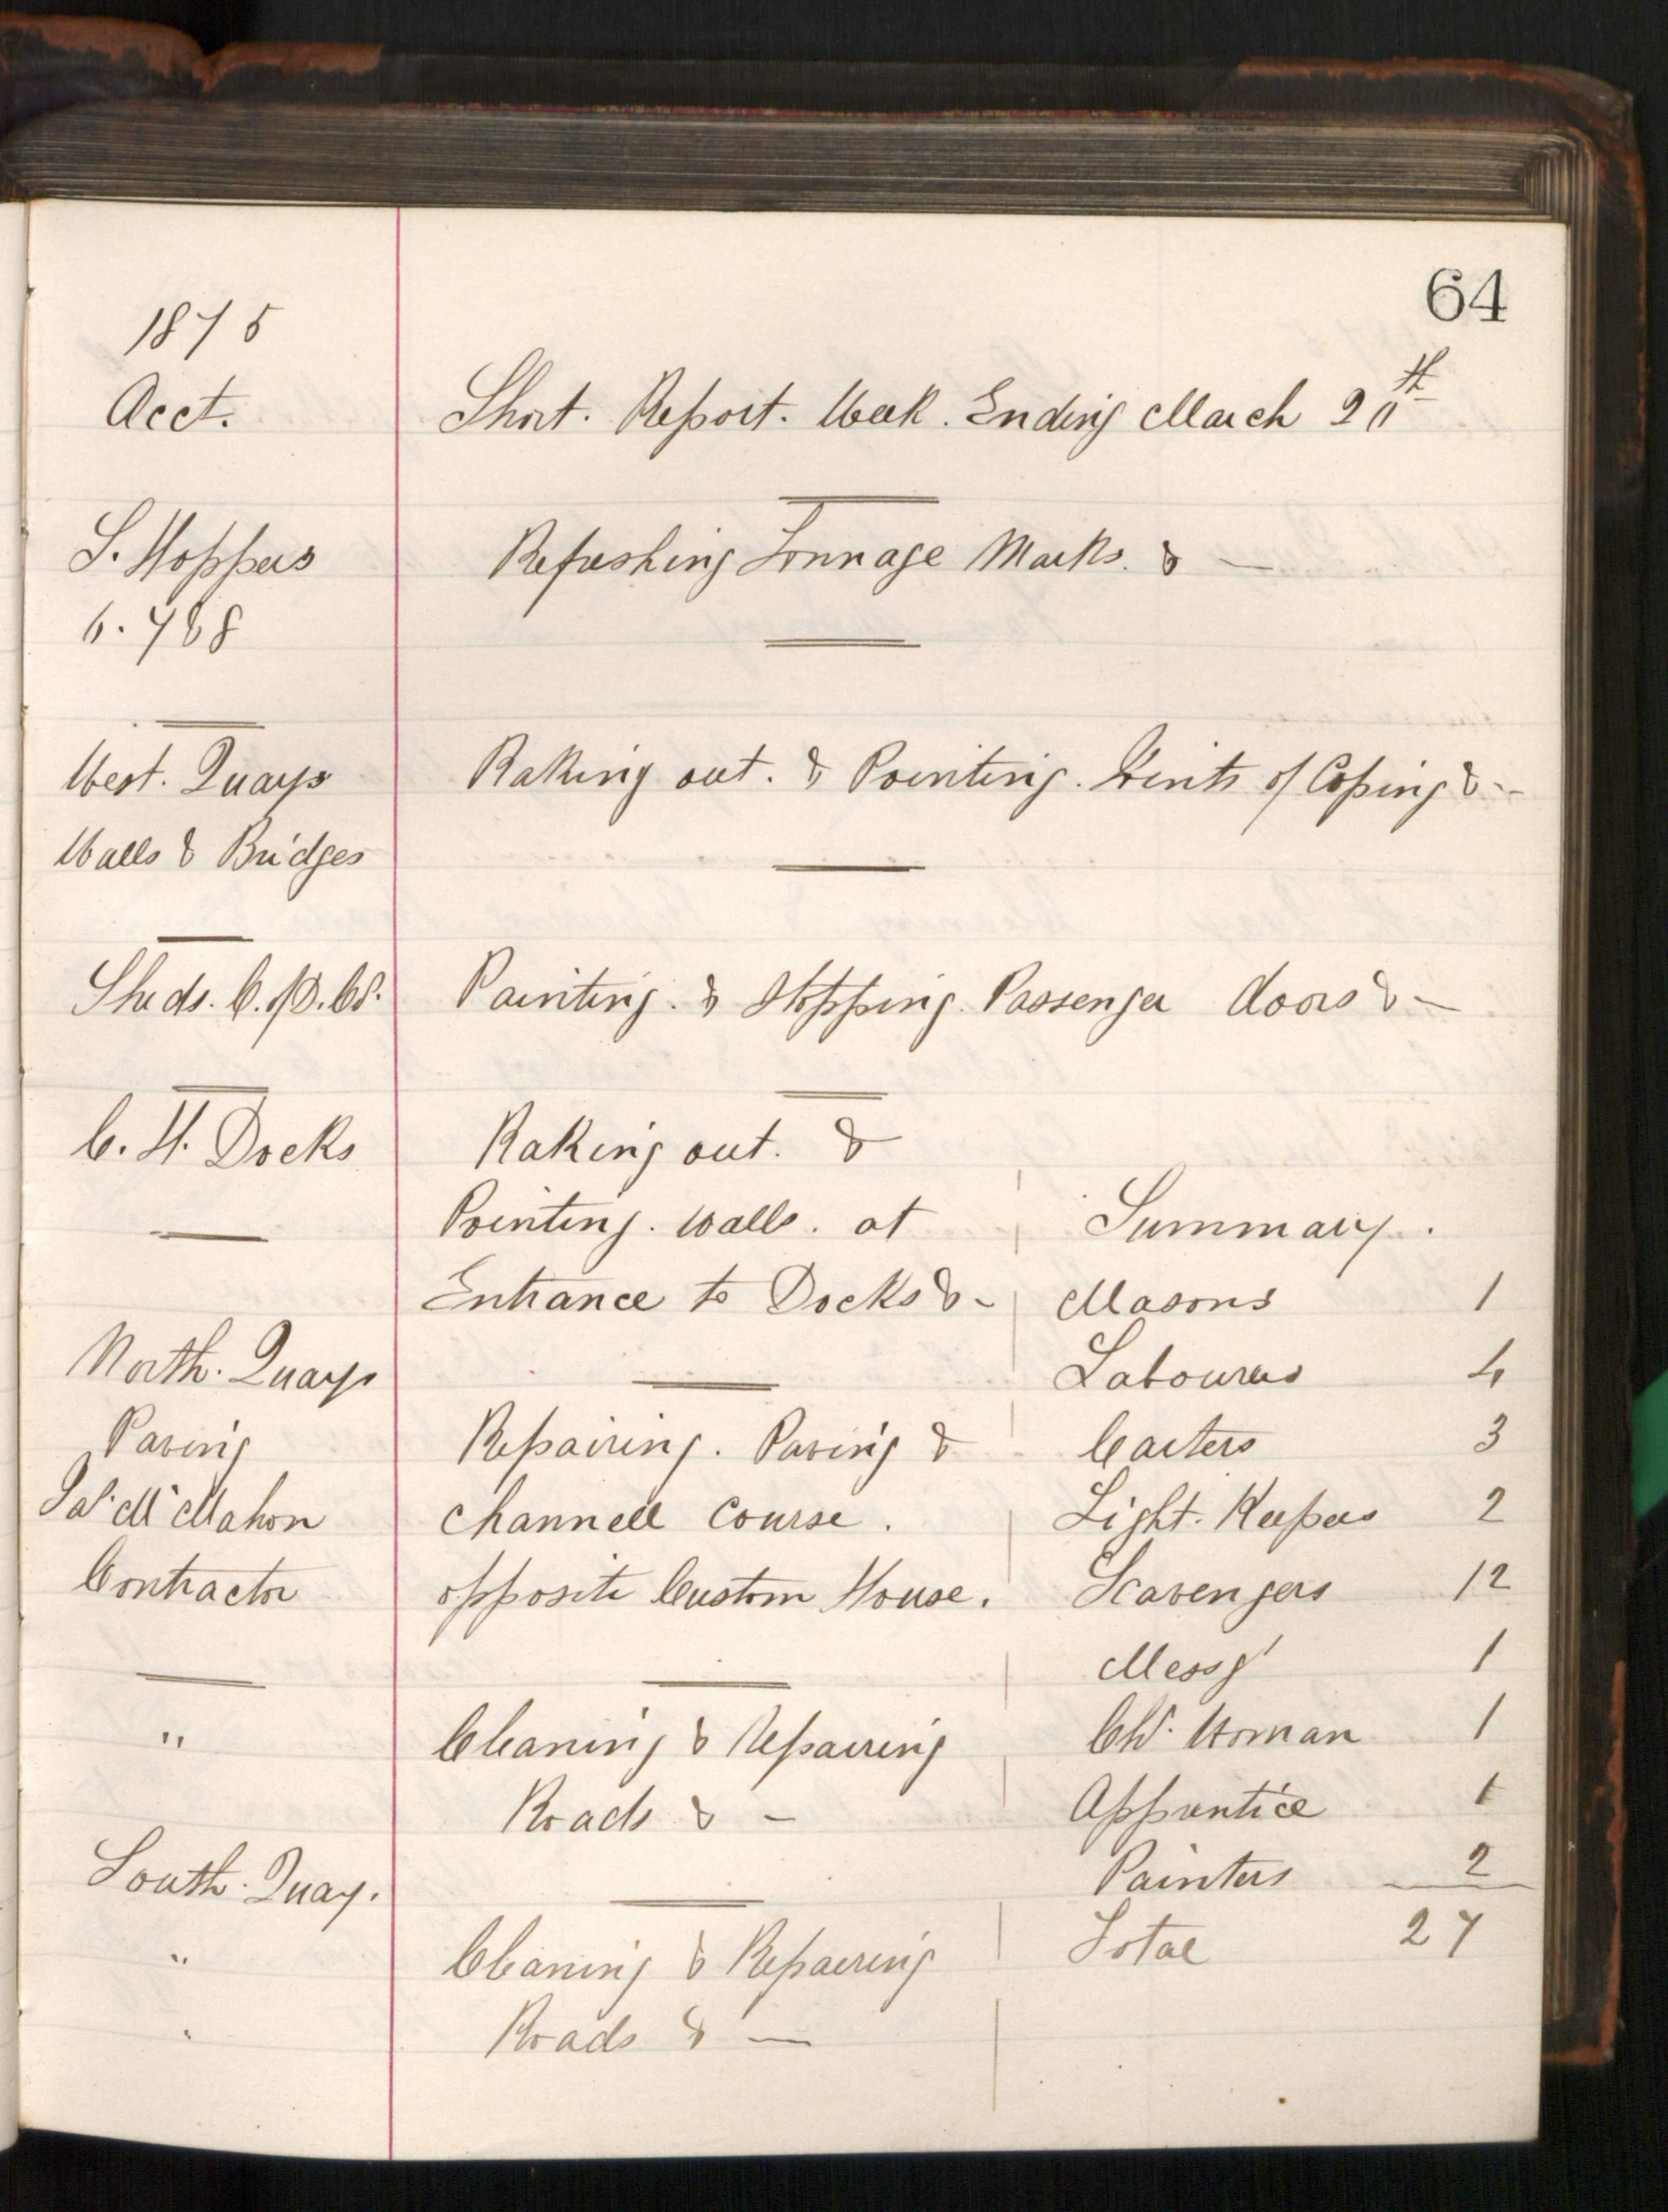 64
1875
Acct. Short. Report. Week. Ending March 20th
S. Hoppers Refreshing Tonnage Marks. &
6. 7 & 8
West. Quays Raking out. & Pointing. Joints of Coping &
Walls & Bridges
Sheds. Painting. & Stopping. Passenger doors &
C. H. Docks Raking out. &
Pointing. Walls. at
Entrance to Docks &
North. Quays
Paving Repairing. Paving &
Jas. McMahon Channell Course.
Contractor opposite Custom House.
" Cleaning & Repairing
Roads &
South. Quay.
" Cleaning & Repairing
" Roads &
Summary.
Masons 1
Labourers 4
Carters 3
Light. Keepers 2
Scavengers 12
Messgr 1
Woman 1
Apprentice 1
Painters 2
Total 27